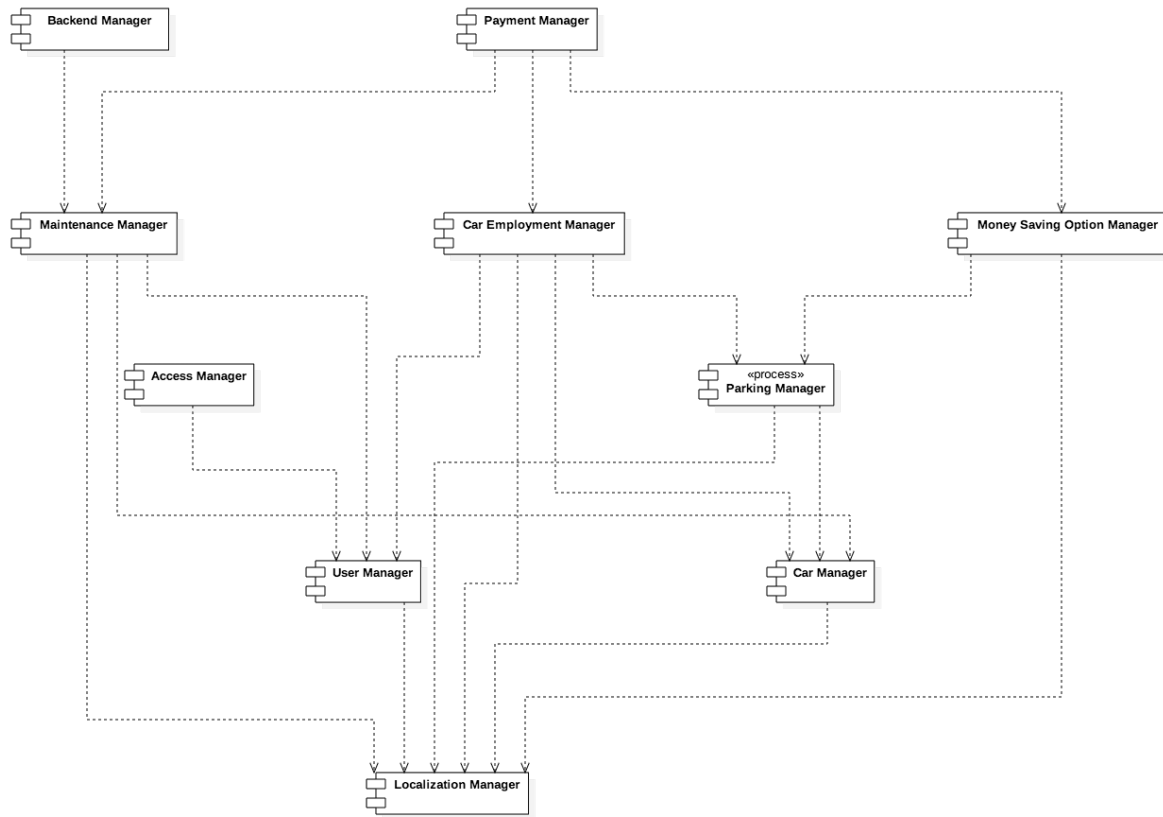 Backend Manager
Payment Manager
Maintenance Manager
Car Employment Manager
Money Saving Option Manager
Access Manager
«process»
Parking Manager
User Manager
Car Manager
Localization Manager